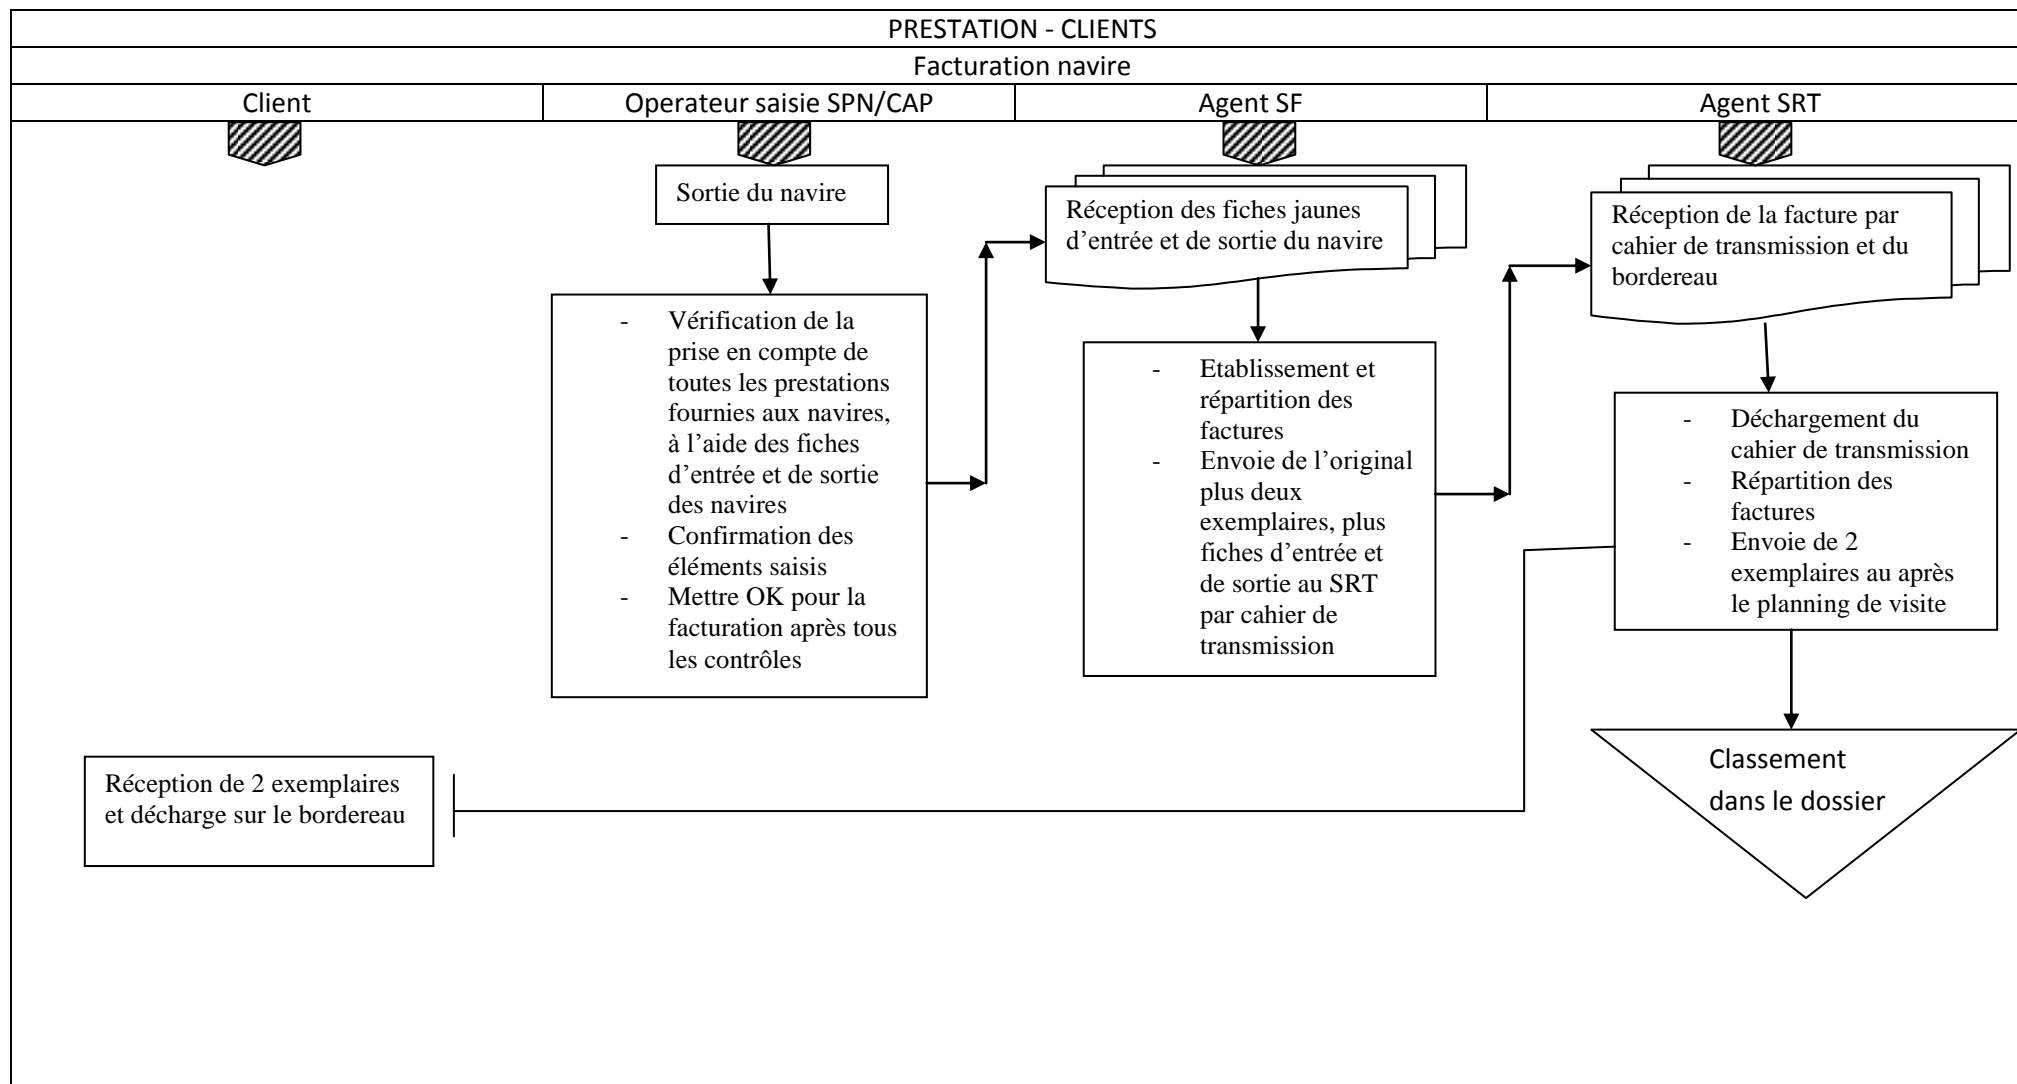 PRESTATION - CLIENTS
Facturation navire
Client
Operateur saisie SPN/CAP
Agent SF
Agent SRT
Sortie du navire
- Vérification de la
prise en compte de
toutes les prestations
fournies aux navires,
à l’aide des fiches
d’entrée et de sortie
des navires
- Confirmation des
éléments saisis
- Mettre OK pour la
facturation après tous
les contrôles
Réception des fiches jaunes
d’entrée et de sortie du navire
- Etablissement et
répartition des
factures
- Envoie de l’original
plus deux
exemplaires, plus
fiches d’entrée et
de sortie au SRT
par cahier de
transmission
Réception de la facture par
cahier de transmission et du
bordereau
- Déchargement du
cahier de transmission
- Répartition des
factures
- Envoie de 2
exemplaires au après
le planning de visite
Classement
dans le dossier
Réception de 2 exemplaires
et décharge sur le bordereau